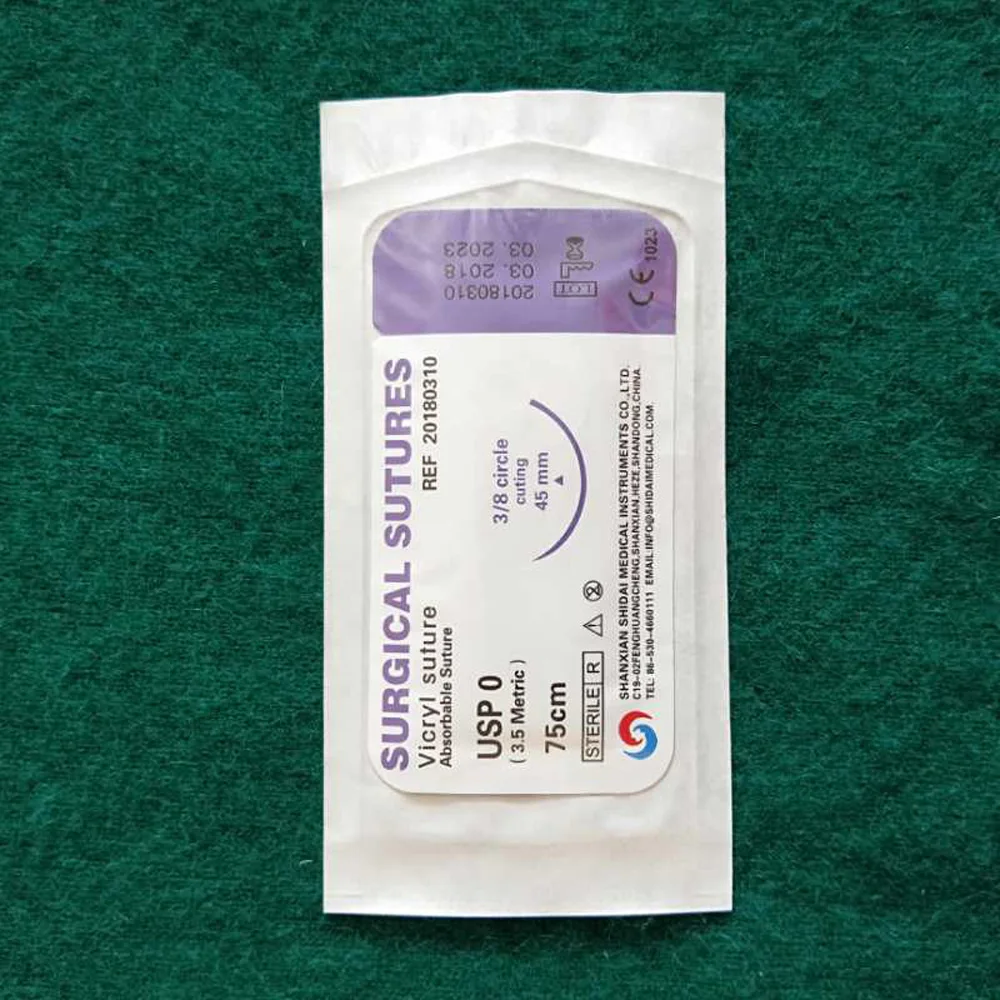 SURGICAL SUTURES
Vicryl suture
REF 20180310
Absorbable Suture
USP 0
( 3.5 Metric )
75cm
STERILE R
3/8 circle
cuting
45 mm
SHANXIAN SHIDAI MEDICAL INSTRUMENTS CO.,LTD.
C19-02FENGHUANGCHENG,SHANXIAN,HEZE,SHANDONG,CHINA.
TEL: 86-530-4660111 EMAIL:INFO@SHIDAIMEDICAL.COM
LOT 20180310
03. 2018
03. 2023
CE 1023
2